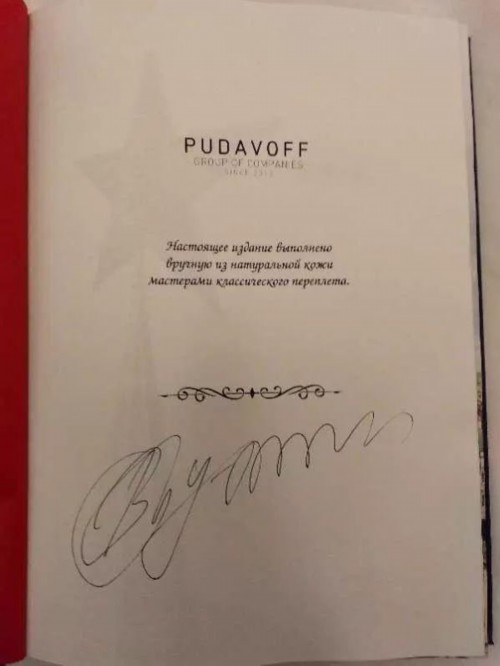 PUDAVOFF
GROUP OF COMPANIES
Настоящее издание выполнено
вручную из натуральной кожи
мастерами классического переплета.